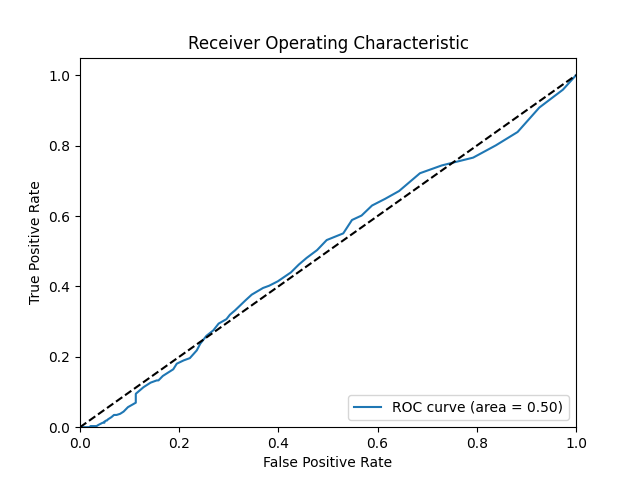 Receiver Operating Characteristic
1.0
0.8
0.6
0.4
0.2
0.0
True Positive Rate
ROC curve (area = 0.50)
0.0 0.2 0.4 0.6 0.8 1.0
False Positive Rate